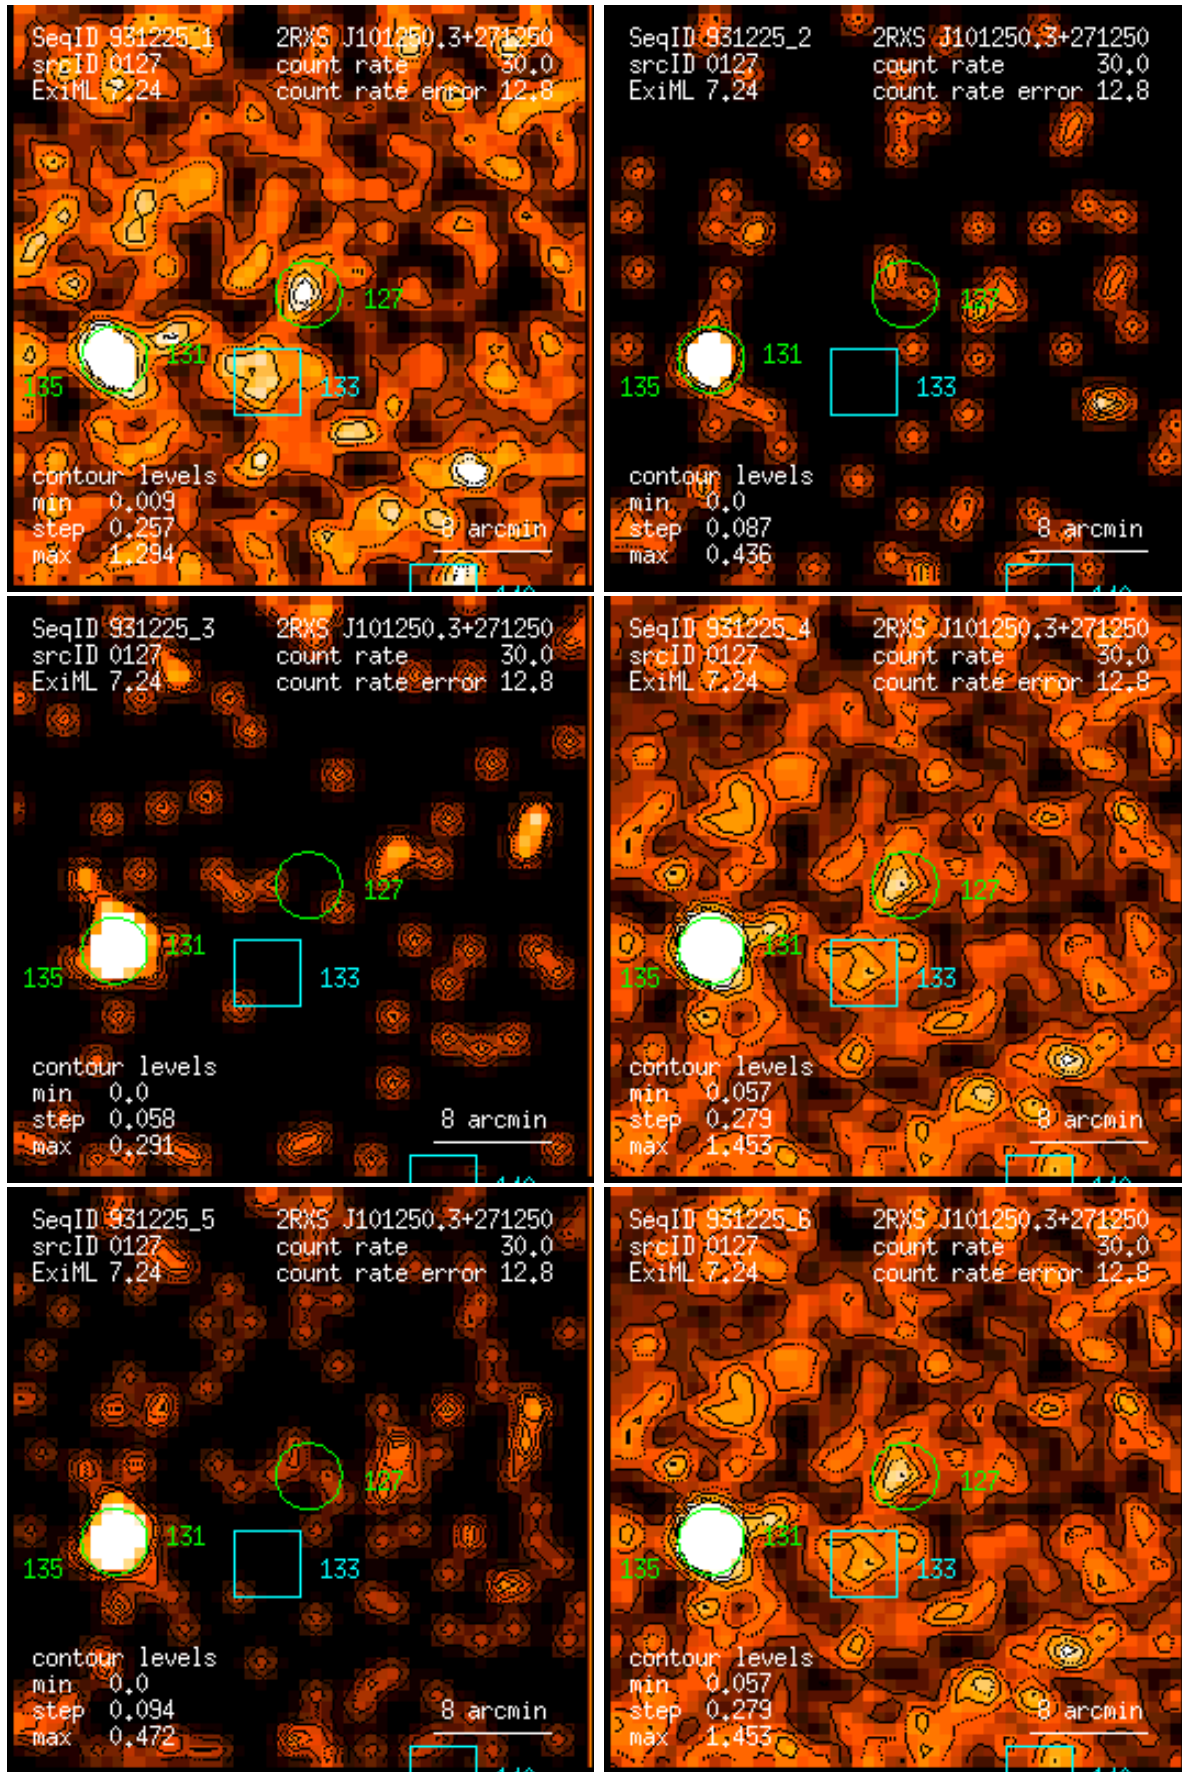 SeqID 931225_1 2RXS J101250.3+271250
srcID 0127 count rate 30.0
ExiML 7.24 count rate error 12.8
127
131
135 133
contour levels
min 0.009
step 0.257 8 arcmin
max 1.294
SeqID 931225_2 2RXS J101250.3+271250
srcID 0127 count rate 30.0
ExiML 7.24 count rate error 12.8
131
135 133
contour levels
min 0.0
step 0.087 8 arcmin
max 0.436
SeqID 931225_3 2RXS J101250.3+271250
srcID 0127 count rate 30.0
ExiML 7.24 count rate error 12.8
127
131
135 133
contour levels
min 0.0
step 0.058 8 arcmin
max 0.291
SeqID 931225_4 2RXS J101250.3+271250
srcID 0127 count rate 30.0
ExiML 7.24 count rate error 12.8
127
131
135 133
contour levels
min 0.057
step 0.279 8 arcmin
max 1.453
SeqID 931225_5 2RXS J101250.3+271250
srcID 0127 count rate 30.0
ExiML 7.24 count rate error 12.8
127
131
135 133
contour levels
min 0.0
step 0.094 8 arcmin
max 0.472
SeqID 931225_6 2RXS J101250.3+271250
srcID 0127 count rate 30.0
ExiML 7.24 count rate error 12.8
127
131
135 133
contour levels
min 0.057
step 0.279 8 arcmin
max 1.453